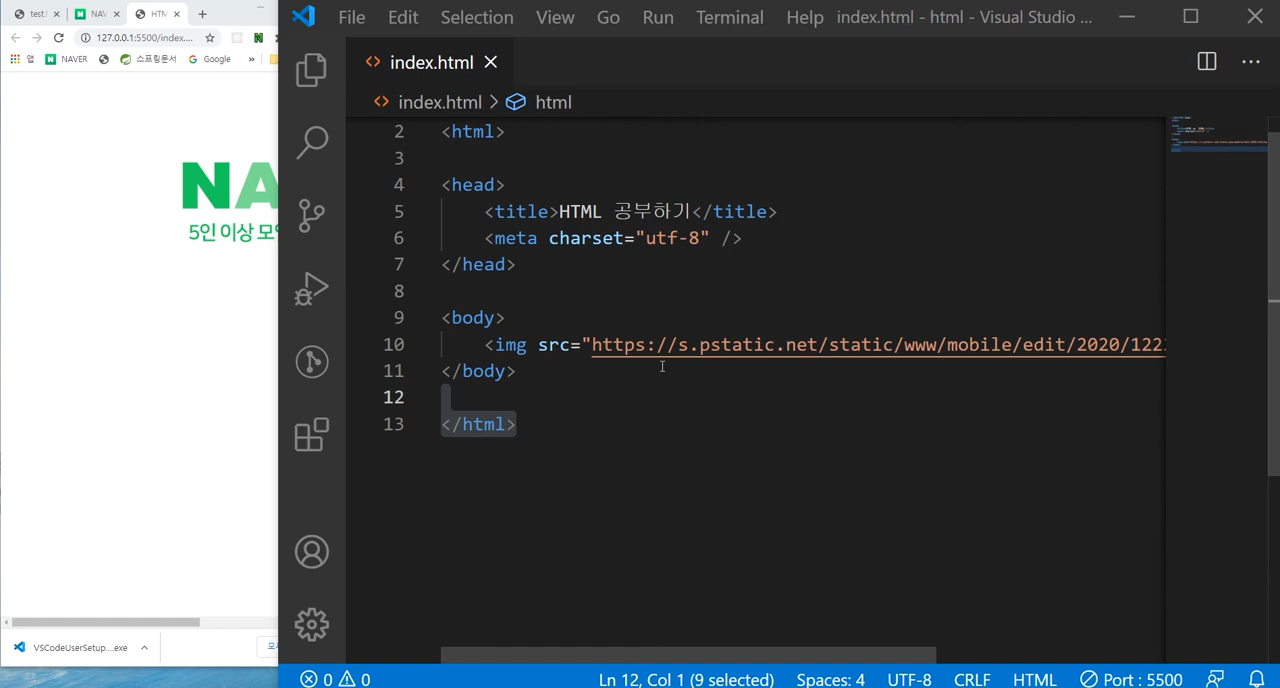 test.
NAV
HTM
127.0.0.1:5500/index....
앱
NAVER
스프링문서
Google
»
NA
5인 이상 모
VSCodeUserSetup....exe
File Edit Selection View Go Run Terminal Help index.html - html - Visual Studio ...
index.html
index.html > html
2 <html>
3
4 <head>
5 <title>HTML 공부하기</title>
6 <meta charset="utf-8" />
7 </head>
8
9 <body>
10 <img src="https://s.pstatic.net/static/www/mobile/edit/2020/122
11 </body>
12
13 </html>
0 0 Ln 12, Col 1 (9 selected) Spaces: 4 UTF-8 CRLF HTML Port : 5500